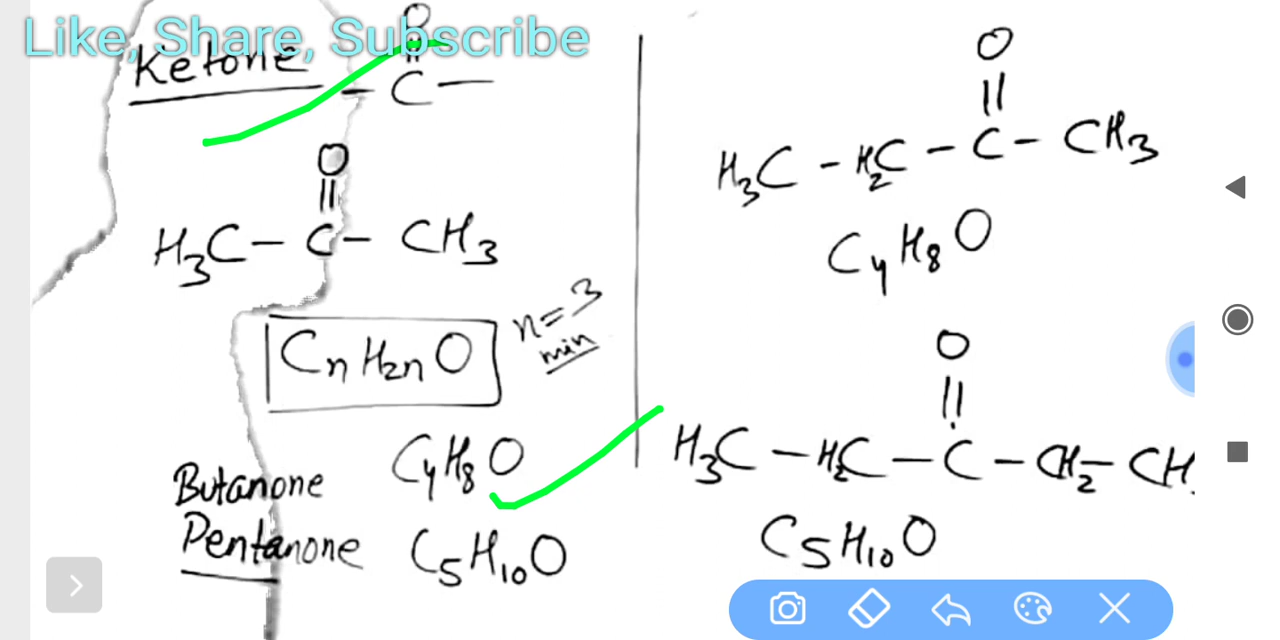 Like, Share, Subscribe
Ketone
O
||
– C –
O
||
H3C – C – CH3
CnH2nO
n=3
min
Butanone C4H8O
Pentanone C5H10O
O
||
H3C – H2C – C – CH3
C4H8O
O
||
H3C – H2C – C – CH2 – CH
C5H10O